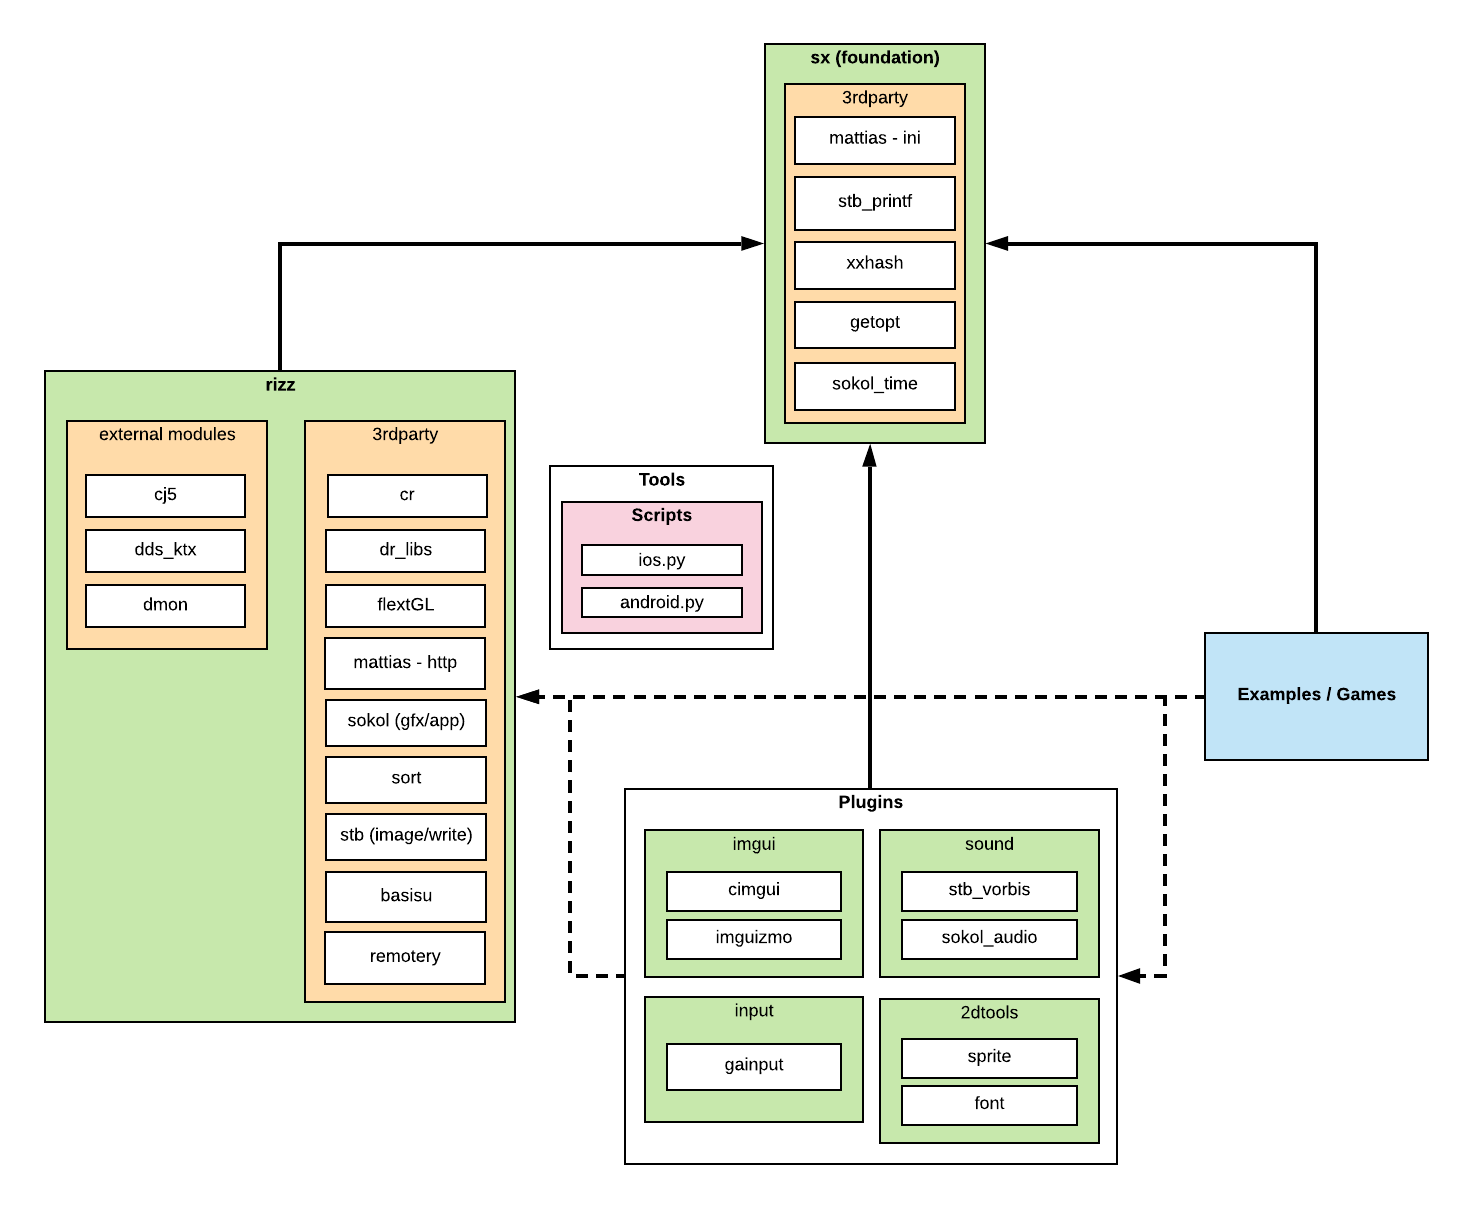 sx (foundation)
3rdparty
mattias - ini
stb_printf
xxhash
getopt
sokol_time
rizz
external modules
cj5
dds_ktx
dmon
3rdparty
cr
dr_libs
flextGL
mattias - http
sokol (gfx/app)
sort
stb (image/write)
basisu
remotery
Tools
Scripts
ios.py
android.py
Examples / Games
Plugins
imgui
cimgui
imguizmo
sound
stb_vorbis
sokol_audio
input
gainput
2dtools
sprite
font